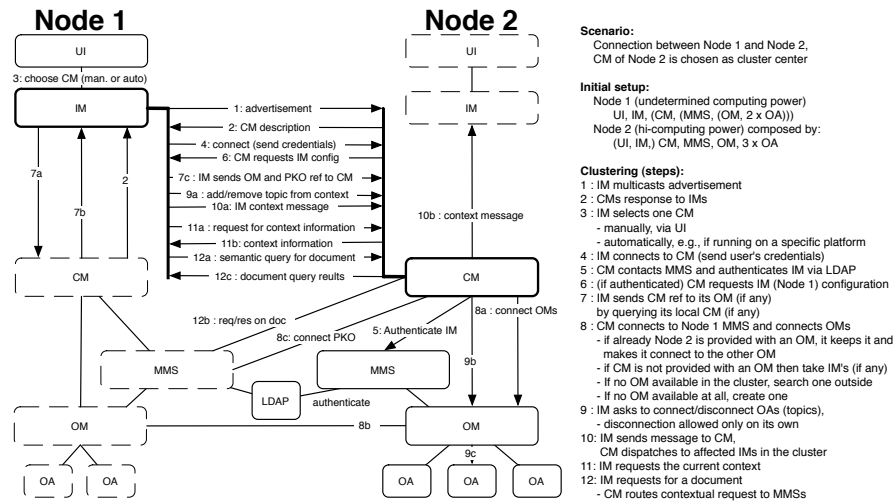 Node 1
Node 2
UI
UI
3: choose CM (man. or auto)
IM
IM
1: advertisement
2: CM description
4: connect (send credentials)
6: CM requests IM config
7c: IM sends OM and PKO ref to CM
9a : add/remove topic from context
10a: IM context message
11a : request for context information
11b: context information
12a : semantic query for document
12c : document query reults
7a
7b
2
10b : context message
CM
CM
8a : connect OMs
12b : req/res on doc
8c: connect PKO
5: Authenticate IM
9b
MMS
MMS
LDAP
authenticate
OM
8b
OM
9c
OA
OA
OA
OA
OA
Scenario:
Connection between Node 1 and Node 2,
CM of Node 2 is chosen as cluster center
Initial setup:
Node 1 (undetermined computing power)
UI, IM, (CM, (MMS, (OM, 2 x OA)))
Node 2 (hi-computing power) composed by:
(UI, IM,) CM, MMS, OM, 3 x OA
Clustering (steps):
1 : IM multicasts advertisement
2 : CMs response to IMs
3 : IM selects one CM
- manually, via UI
- automatically, e.g., if running on a specific platform
4 : IM connects to CM (send user's credentials)
5 : CM contacts MMS and authenticates IM via LDAP
6 : (if authenticated) CM requests IM (Node 1) configuration
7 : IM sends CM ref to its OM (if any)
by querying its local CM (if any)
8 : CM connects to Node 1 MMS and connects OMs
- if already Node 2 is provided with an OM, it keeps it and
makes it connect to the other OM
- if CM is not provided with an OM then take IM's (if any)
- If no OM available in the cluster, search one outside
- If no OM available at all, create one
9 : IM asks to connect/disconnect OAs (topics),
- disconnection allowed only on its own
10: IM sends message to CM,
CM dispatches to affected IMs in the cluster
11: IM requests the current context
12: IM requests for a document
- CM routes contextual request to MMSs